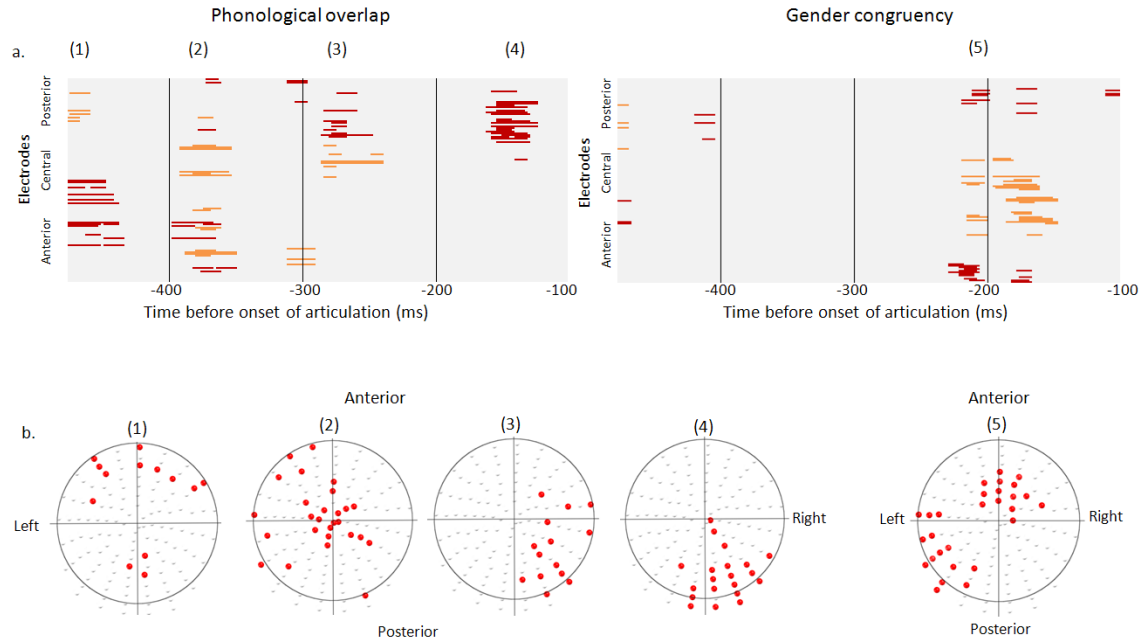 Phonological overlap
Gender congruency
a.
(1) (2) (3) (4)
(5)
Electrodes
Posterior
Central
Anterior
Electrodes
Posterior
Central
Anterior
-400 -300 -200 -100
-400 -300 -200 -100
Time before onset of articulation (ms)
Time before onset of articulation (ms)
Anterior
Anterior
b.
(1) (2) (3) (4) (5)
Left
Right
Left
Right
Posterior
Posterior